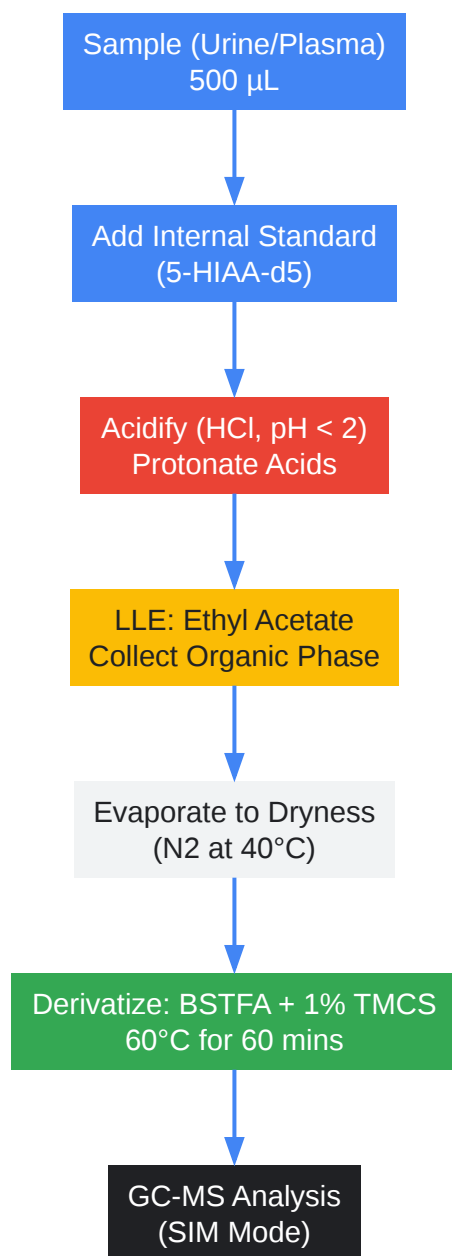 Sample (Urine/Plasma)
500 µL
Add Internal Standard
(5-HIAA-d5)
Acidify (HCl, pH < 2)
Protonate Acids
LLE: Ethyl Acetate
Collect Organic Phase
Evaporate to Dryness
(N2 at 40°C)
Derivatize: BSTFA + 1% TMCS
60°C for 60 mins
GC-MS Analysis
(SIM Mode)